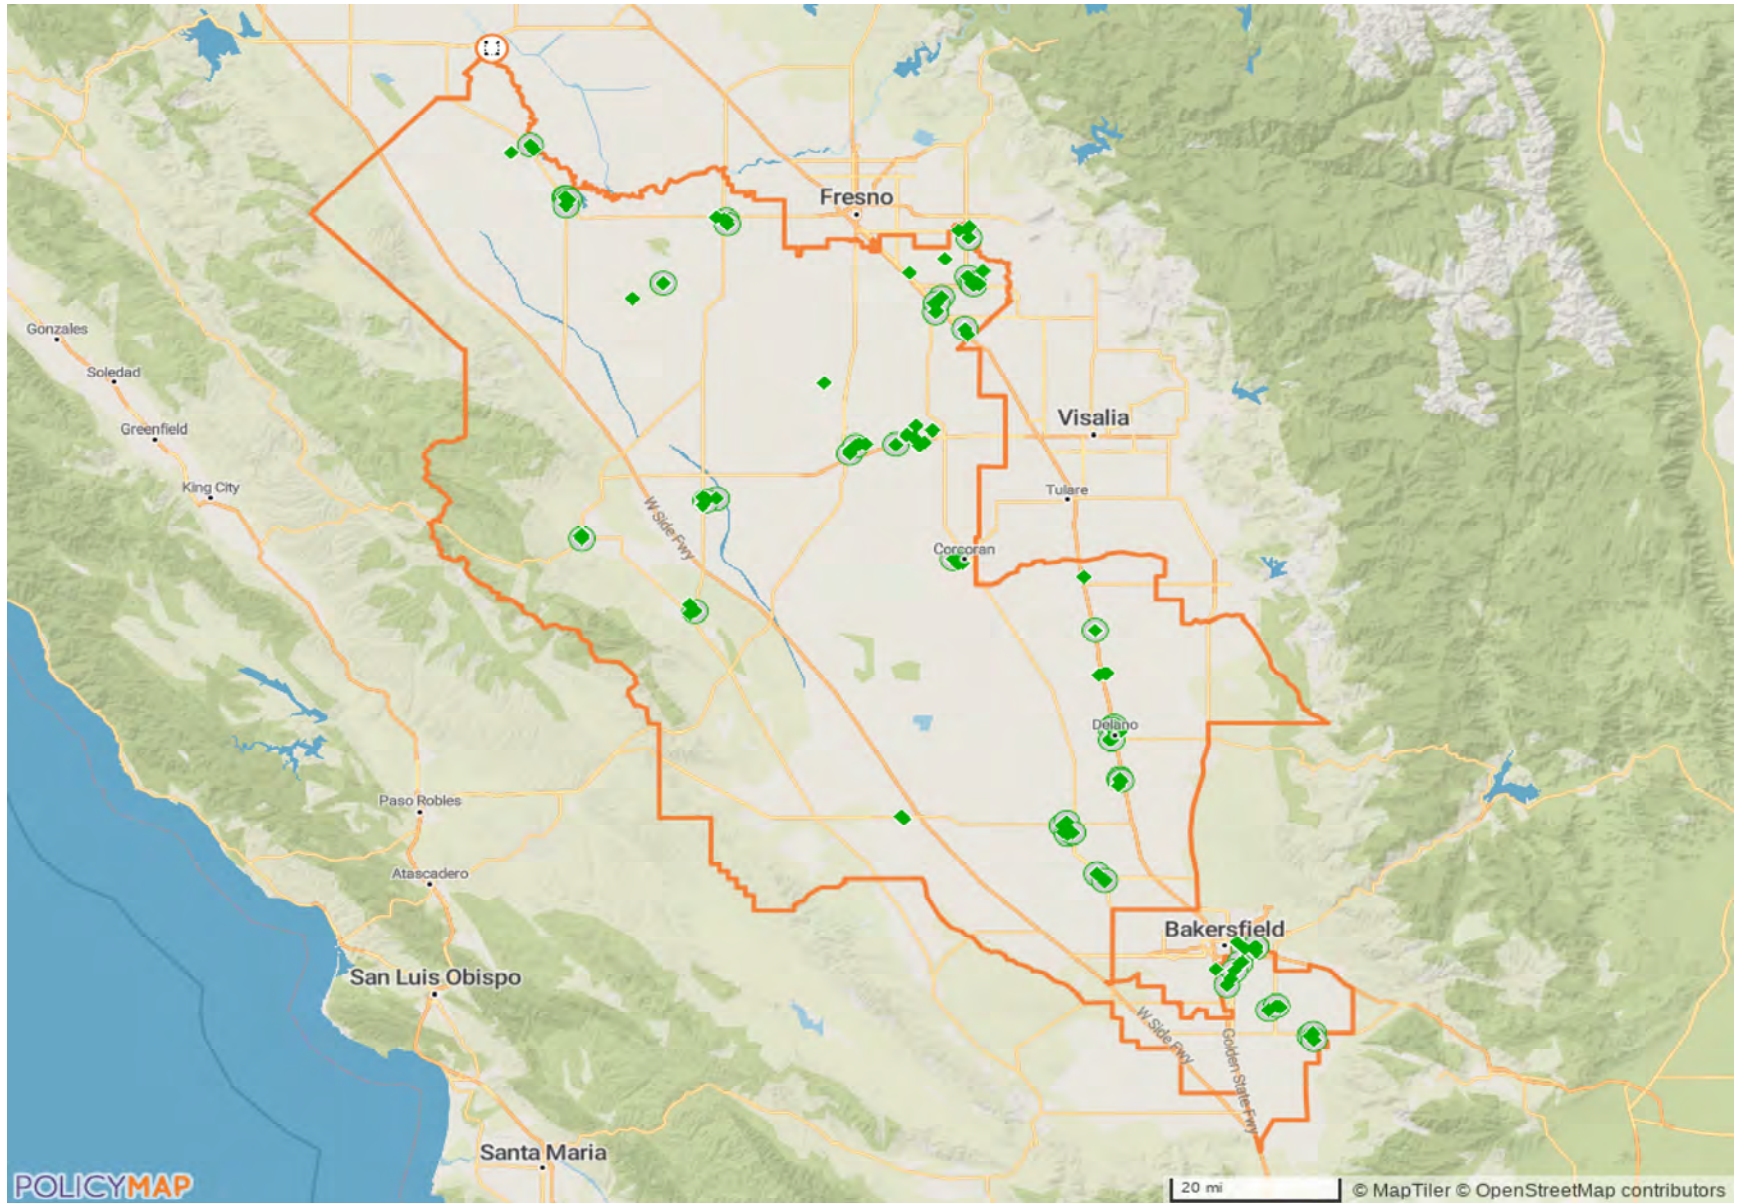 Fresno
Gonzales
Soledad
Visalia
Greenfield
King City
Tulare
W Side Fwy
Corcoran
Delano
Paso Robles
Atascadero
Bakersfield
San Luis Obispo
W Side Fwy
Golden State Fwy
Santa Maria
POLICYMAP
20 mi
© MapTiler © OpenStreetMap contributors